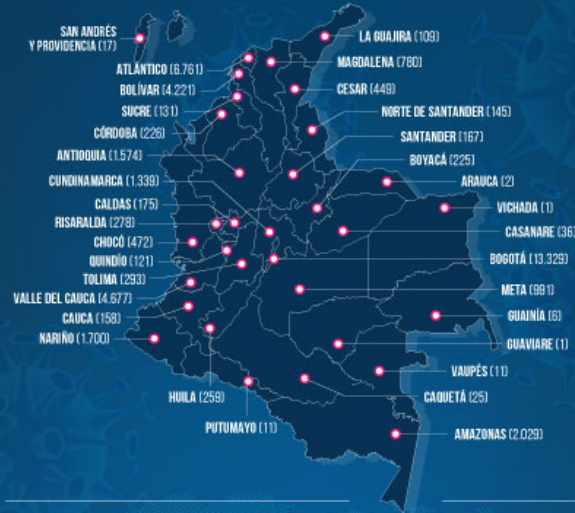 SAN ANDRÉS
Y PROVIDENCIA (17)
ATLÁNTICO (6.761)
BOLÍVAR (4.221)
SUCRE (131)
CÓRDOBA (226)
ANTIOQUIA (1.574)
CUNDINAMARCA (1.339)
CALDAS (175)
RISARALDA (278)
CHOCÓ (472)
QUINDÍO (121)
TOLIMA (293)
VALLE DEL CAUCA (4.677)
CAUCA (158)
NARIÑO (1.700)
HUILA (259)
PUTUMAYO (11)
LA GUAJIRA (109)
MAGDALENA (780)
CESAR (449)
NORTE DE SANTANDER (145)
SANTANDER (167)
BOYACÁ (225)
ARAUCA (2)
VICHADA (1)
CASANARE (36)
BOGOTÁ (13.329)
META (991)
GUAINÍA (6)
GUAVIARE (1)
VAUPÉS (11)
CAQUETÁ (25)
AMAZONAS (2.029)